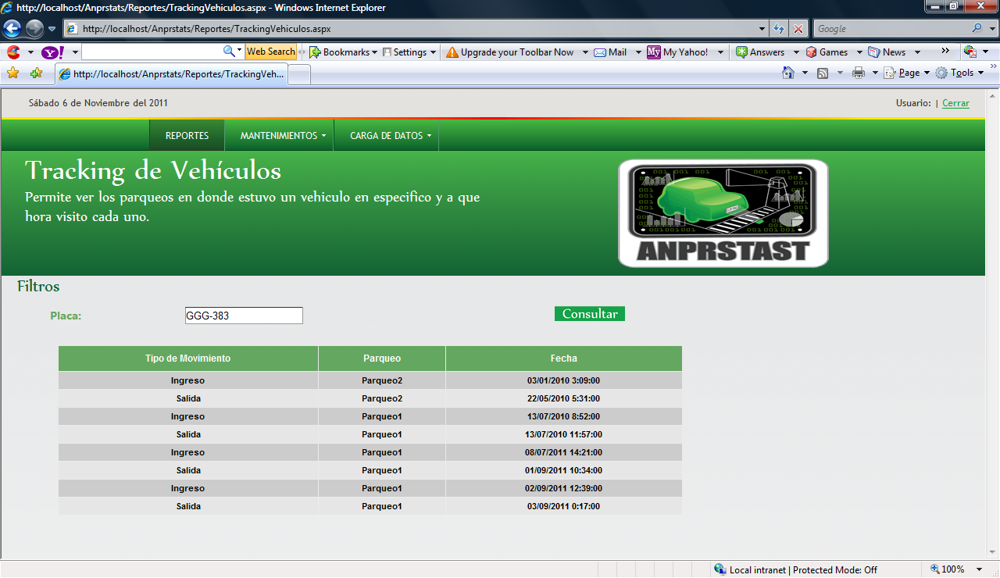 http://localhost/Anprstats/Reportes/TrackingVehiculos.aspx - Windows Internet Explorer
http://localhost/Anprstats/Reportes/TrackingVehiculos.aspx Google
Y! Web Search Bookmarks Settings Upgrade your Toolbar Now Mail My My Yahoo! Answers Games News »
http://localhost/Anprstats/Reportes/TrackingVeh... Page Tools »
Sábado 6 de Noviembre del 2011 Usuario: | Cerrar
REPORTES MANTENIMIENTOS CARGA DE DATOS
Tracking de Vehículos
Permite ver los parqueos en donde estuvo un vehiculo en especifico y a que
hora visito cada uno.
ANPRSTAST
Filtros
Placa: GGG-383 Consultar
Tipo de Movimiento Parqueo Fecha
Ingreso Parqueo2 03/01/2010 3:09:00
Salida Parqueo2 22/05/2010 5:31:00
Ingreso Parqueo1 13/07/2010 8:52:00
Salida Parqueo1 13/07/2010 11:57:00
Ingreso Parqueo1 08/07/2011 14:21:00
Salida Parqueo1 01/09/2011 10:34:00
Ingreso Parqueo1 02/09/2011 12:39:00
Salida Parqueo1 03/09/2011 0:17:00
Local intranet | Protected Mode: Off 100%